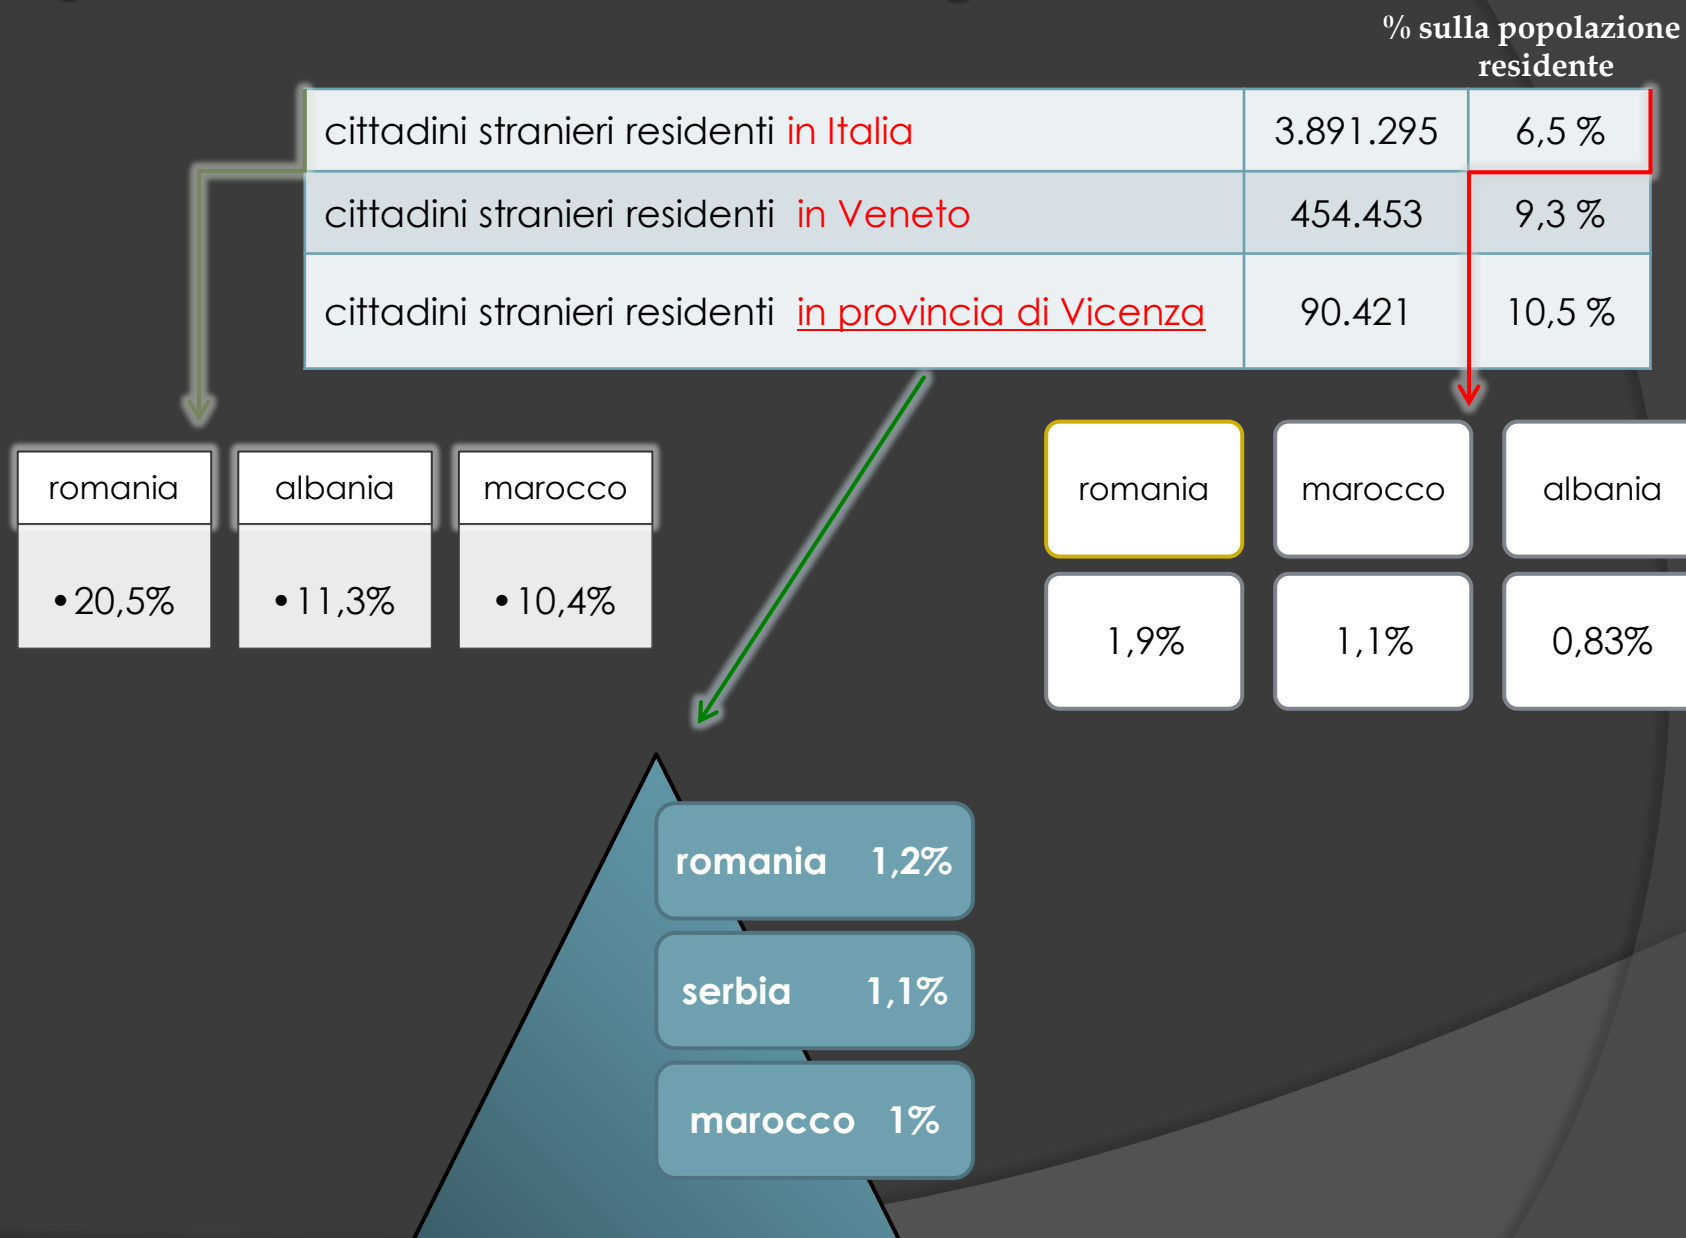 % sulla popolazione
residente
cittadini stranieri residenti in Italia 3.891.295 6,5 %
cittadini stranieri residenti in Veneto 454.453 9,3 %
cittadini stranieri residenti in provincia di Vicenza 90.421 10,5 %
romania albania marocco
•20,5% •11,3% •10,4%
romania marocco albania
1,9% 1,1% 0,83%
romania 1,2%
serbia 1,1%
marocco 1%